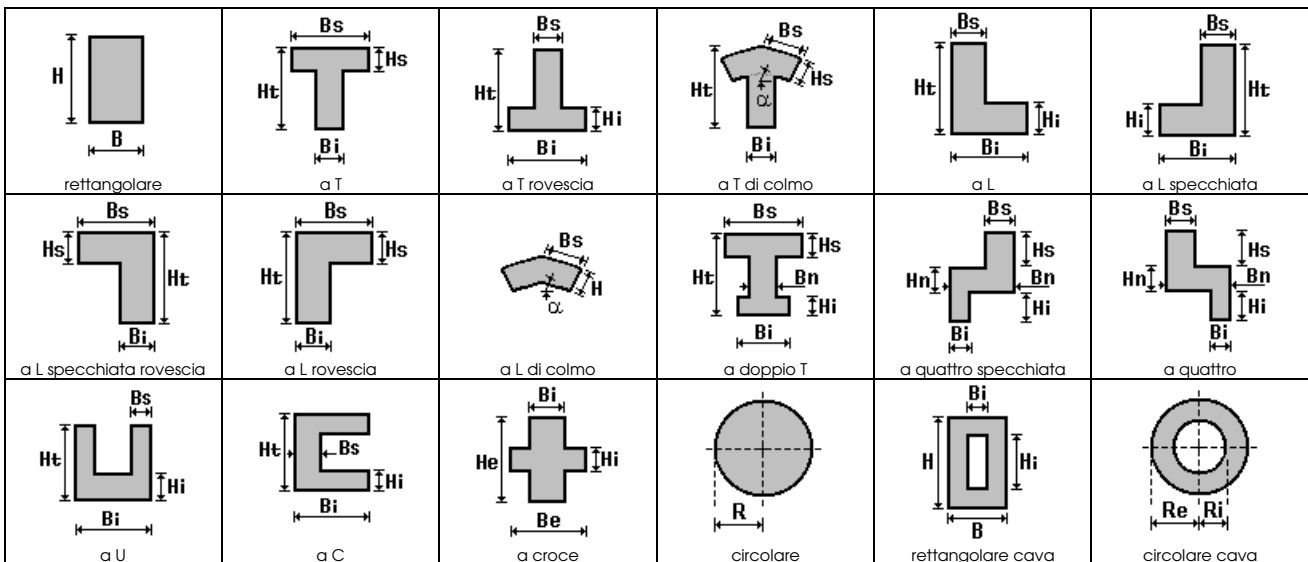 H
B
rettangolare
Bs
Hs
Ht
Bi
a T
Bs
Ht
Hi
Bi
a T rovescia
Bs
Ht
Hs
α
Bi
a T di colmo
Bs
Ht
Hi
Bi
a L
Bs
Ht
Hi
Bi
a L specchiata
Bs
Hs
Ht
Bi
a L specchiata rovescia
Bs
Ht
Hs
Bi
a L rovescia
Bs
H
α
a L di colmo
Bs
Hs
Ht
Bn
Hi
Bi
a doppio T
Bs
Hs
Hn
Bn
Hi
Bi
a quattro specchiata
Bs
Hs
Hn
Bn
Hi
Bi
a quattro
Bs
Ht
Hi
Bi
a U
Ht
Bs
Hi
Bi
a C
Bi
He
Hi
Be
a croce
R
circolare
Bi
H
Hi
B
rettangolare cava
Re
Ri
circolare cava